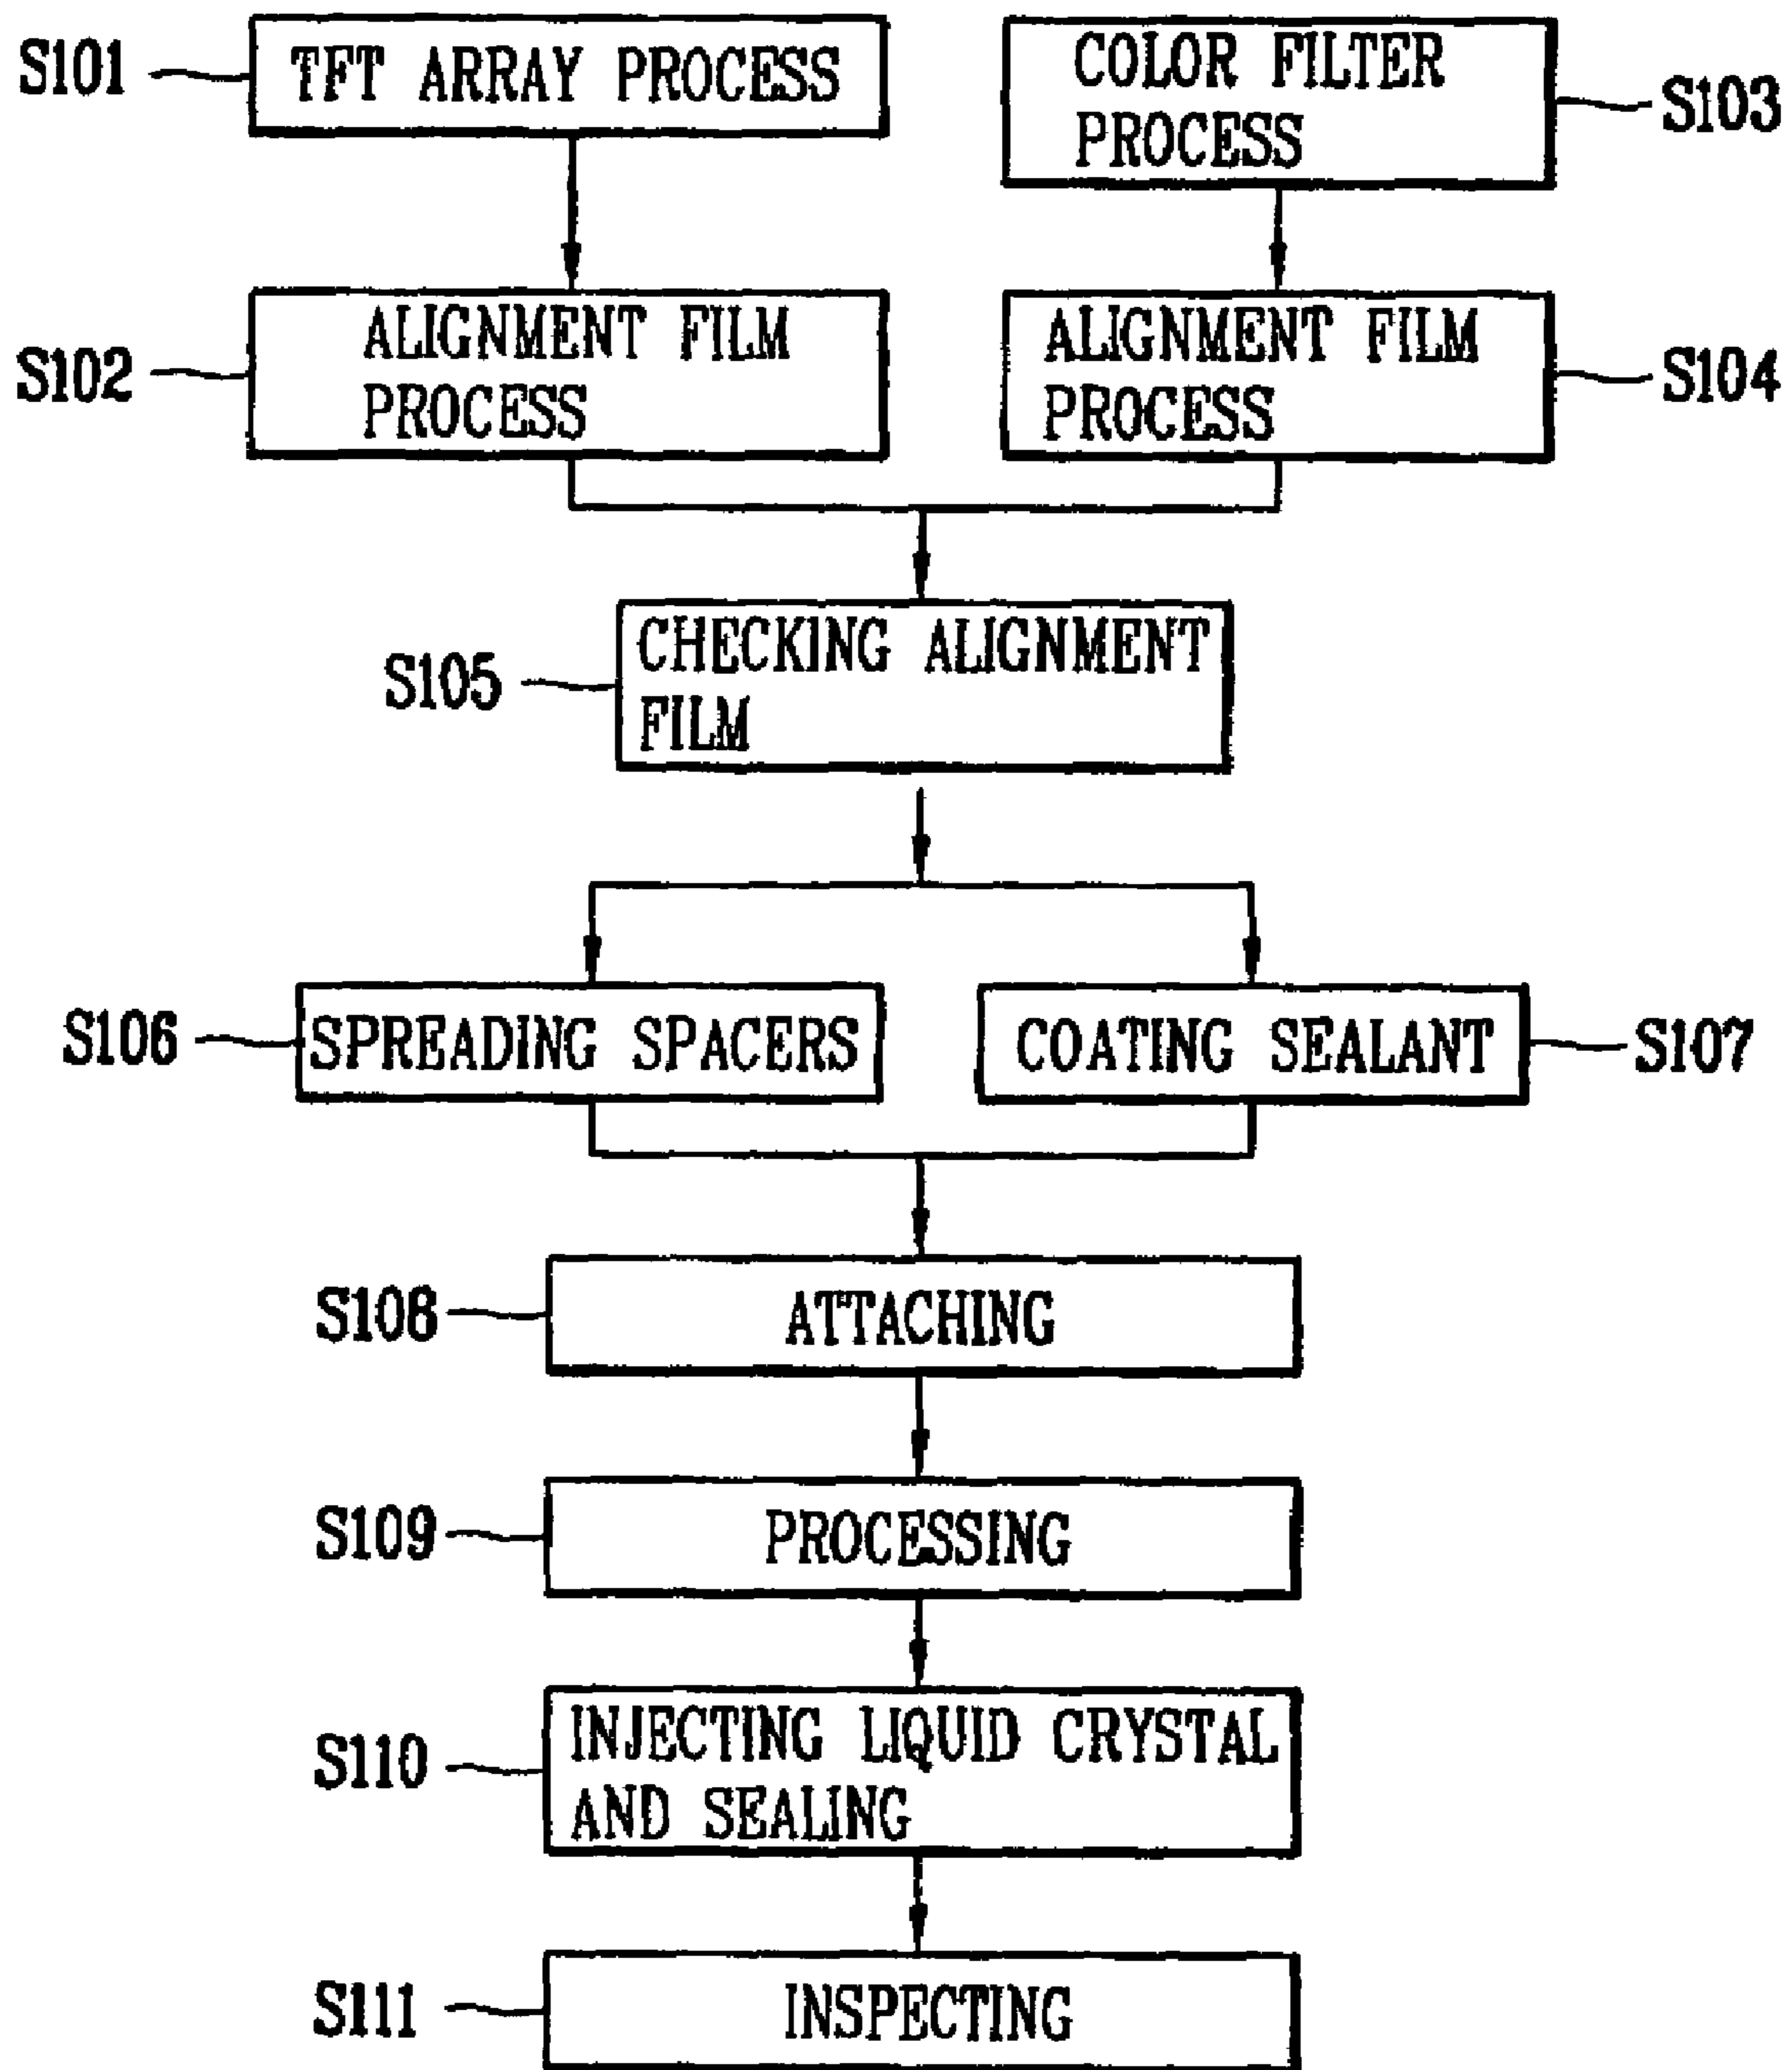 S101
TFT ARRAY PROCESS
COLOR FILTER
PROCESS
S103
S102
ALIGNMENT FILM
PROCESS
ALIGNMENT FILM
PROCESS
S104
S105
CHECKING ALIGNMENT
FILM
S106
SPREADING SPACERS
COATING SEALANT
S107
S108
ATTACHING
S109
PROCESSING
S110
INJECTING LIQUID CRYSTAL
AND SEALING
S111
INSPECTING